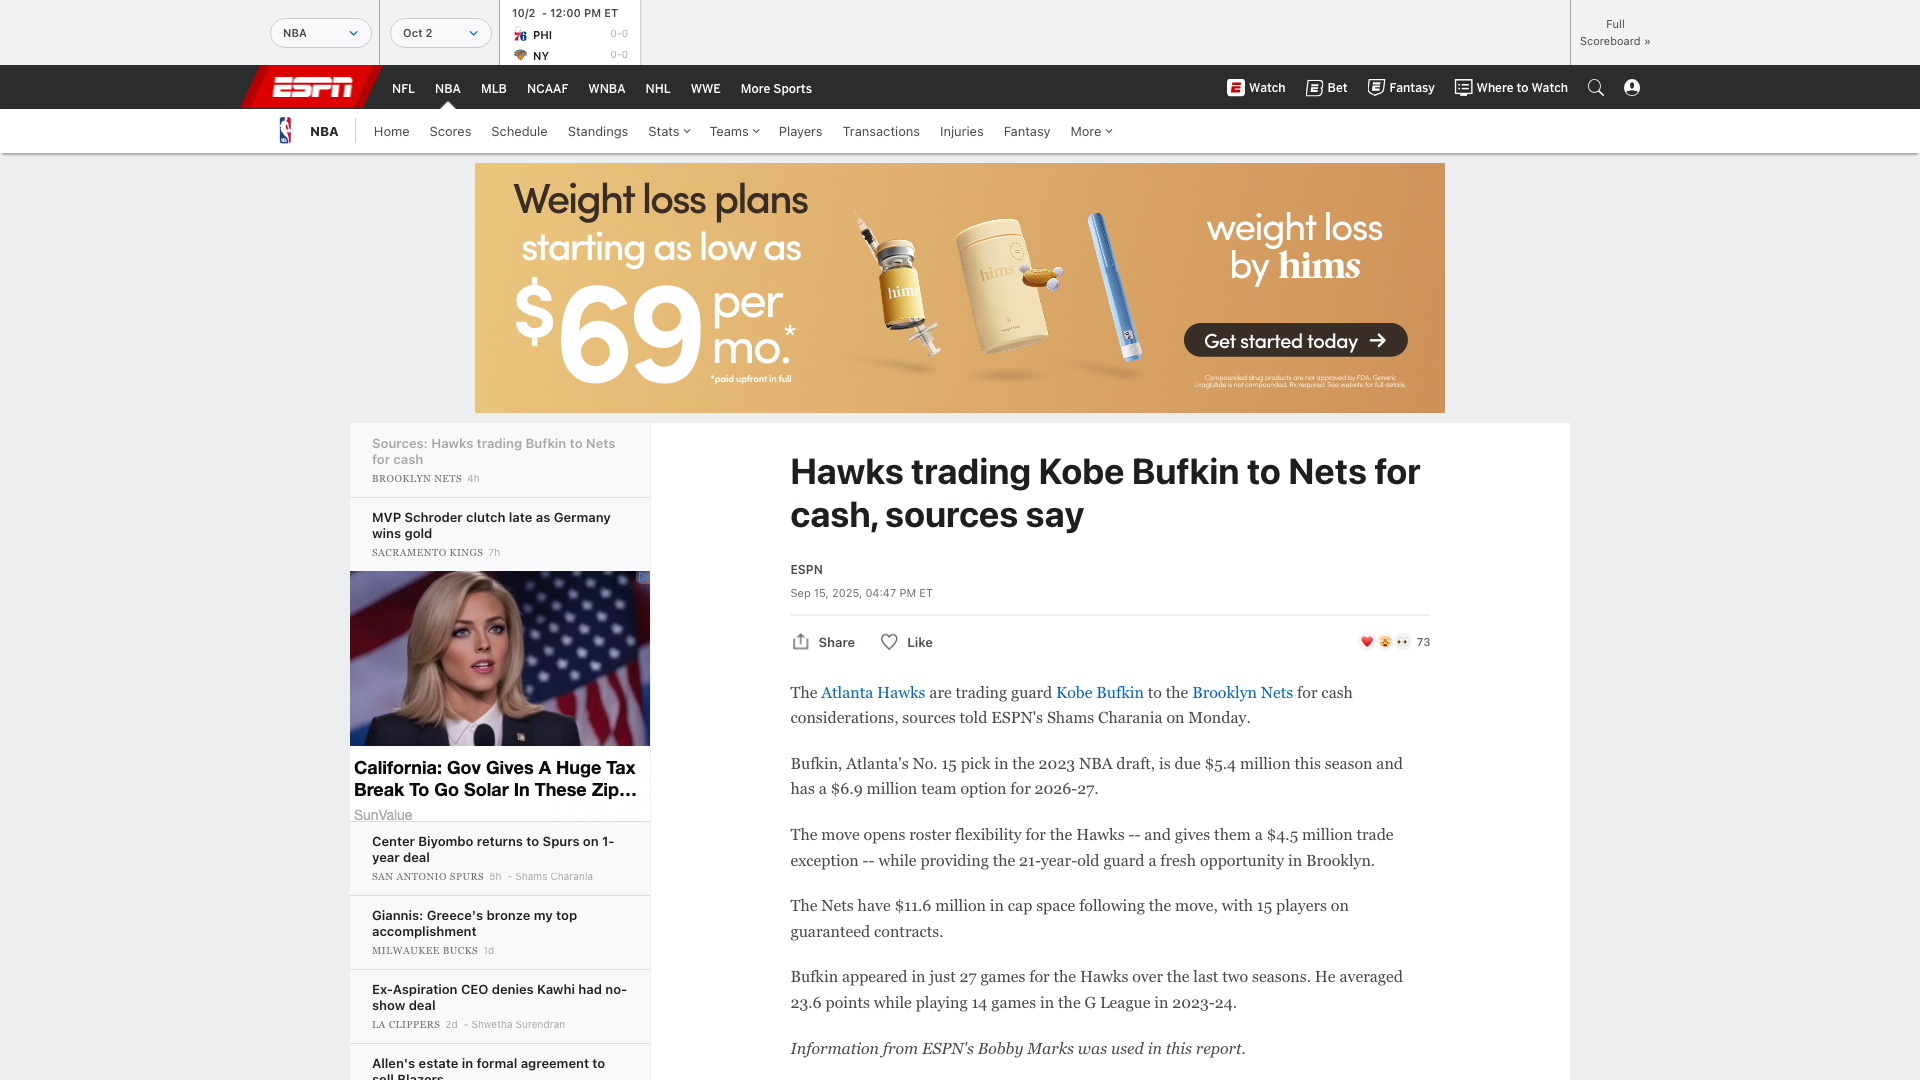 NBA
Oct 2
10/2 - 12:00 PM ET
PHI 0-0
NY 0-0
Full
Scoreboard »
ESPN
NFL NBA MLB NCAAF WNBA NHL WWE More Sports
Watch Bet Fantasy Where to Watch
NBA Home Scores Schedule Standings Stats Teams Players Transactions Injuries Fantasy More
Weight loss plans
starting as low as
$69 per
mo.*
*paid upfront in full
hims
hims
weight loss
by hims
Get started today →
Compounded drug products are not approved by FDA. Generic
Liraglutide is not compounded. Rx required. See website for full details.
Sources: Hawks trading Bufkin to Nets
for cash
BROOKLYN NETS 4h
MVP Schroder clutch late as Germany
wins gold
SACRAMENTO KINGS 7h
California: Gov Gives A Huge Tax
Break To Go Solar In These Zip...
SunValue
Center Biyombo returns to Spurs on 1-
year deal
SAN ANTONIO SPURS 5h - Shams Charania
Giannis: Greece's bronze my top
accomplishment
MILWAUKEE BUCKS 1d
Ex-Aspiration CEO denies Kawhi had no-
show deal
LA CLIPPERS 2d - Shwetha Surendran
Allen's estate in formal agreement to
sell Blazers
Hawks trading Kobe Bufkin to Nets for
cash, sources say
ESPN
Sep 15, 2025, 04:47 PM ET
Share Like 73
The Atlanta Hawks are trading guard Kobe Bufkin to the Brooklyn Nets for cash
considerations, sources told ESPN's Shams Charania on Monday.
Bufkin, Atlanta's No. 15 pick in the 2023 NBA draft, is due $5.4 million this season and
has a $6.9 million team option for 2026-27.
The move opens roster flexibility for the Hawks -- and gives them a $4.5 million trade
exception -- while providing the 21-year-old guard a fresh opportunity in Brooklyn.
The Nets have $11.6 million in cap space following the move, with 15 players on
guaranteed contracts.
Bufkin appeared in just 27 games for the Hawks over the last two seasons. He averaged
23.6 points while playing 14 games in the G League in 2023-24.
Information from ESPN's Bobby Marks was used in this report.